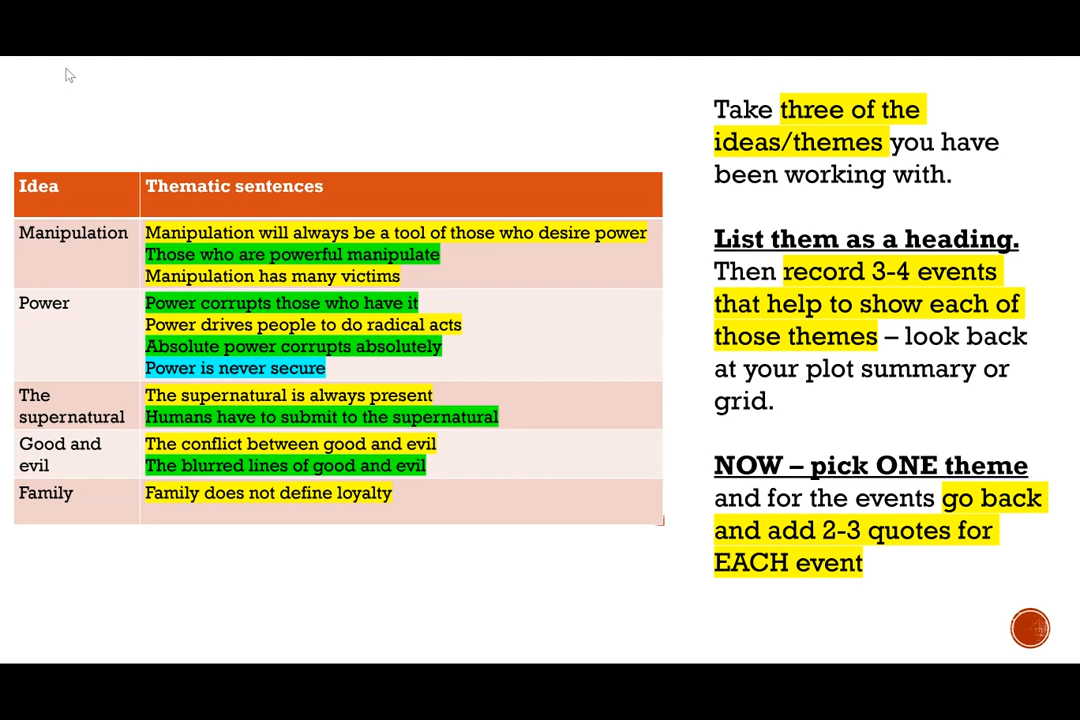 Idea
Thematic sentences
Manipulation
Manipulation will always be a tool of those who desire power
Those who are powerful manipulate
Manipulation has many victims
Power
Power corrupts those who have it
Power drives people to do radical acts
Absolute power corrupts absolutely
Power is never secure
The
supernatural
The supernatural is always present
Humans have to submit to the supernatural
Good and
evil
The conflict between good and evil
The blurred lines of good and evil
Family
Family does not define loyalty
Take three of the
ideas/themes you have
been working with.
List them as a heading.
Then record 3-4 events
that help to show each of
those themes – look back
at your plot summary or
grid.
NOW – pick ONE theme
and for the events go back
and add 2-3 quotes for
EACH event